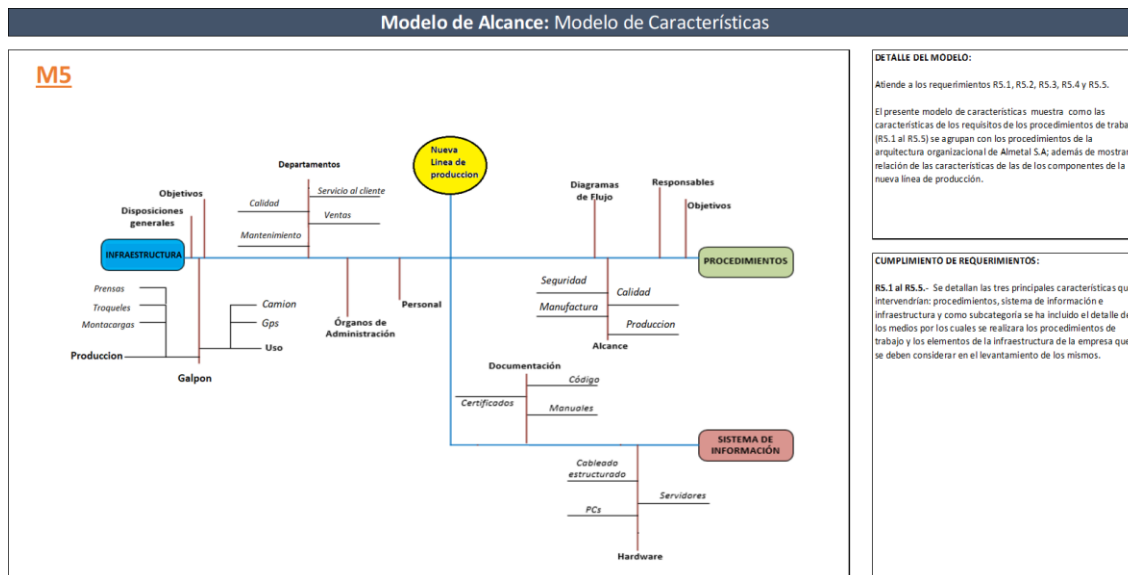 Modelo de Alcance: Modelo de Características
M5
Nueva
Linea de
produccion
Departamentos
Servicio al cliente
Calidad
Ventas
Mantenimiento
Objetivos
Disposiciones
generales
INFRAESTRUCTURA
Prensas
Troqueles
Montacargas
Produccion
Camion
Gps
Uso
Galpon
Órganos de
Administración
Personal
Diagramas
de Flujo
Responsables
Objetivos
PROCEDIMIENTOS
Seguridad
Calidad
Manufactura
Produccion
Alcance
Documentación
Código
Certificados
Manuales
SISTEMA DE
INFORMACIÓN
Cableado
estructurado
Servidores
PCs
Hardware
DETALLE DEL MODELO:
Atiende a los requerimientos R5.1, R5.2, R5.3, R5.4 y R5.5.
El presente modelo de características muestra como las
características de los requisitos de los procedimientos de traba
(R5.1 al R5.5) se agrupan con los procedimientos de la
arquitectura organizacional de Almetal S.A; además de mostrar
relación de las características de las de los componentes de la
nueva línea de producción.
CUMPLIMIENTO DE REQUERIMIENTOS:
R5.1 al R5.5.- Se detallan las tres principales características qu
intervendrían: procedimientos, sistema de información e
infraestructura y como subcategoría se ha incluido el detalle de
los medios por los cuales se realizara los procedimientos de
trabajo y los elementos de la infraestructura de la empresa que
se deben considerar en el levantamiento de los mismos.